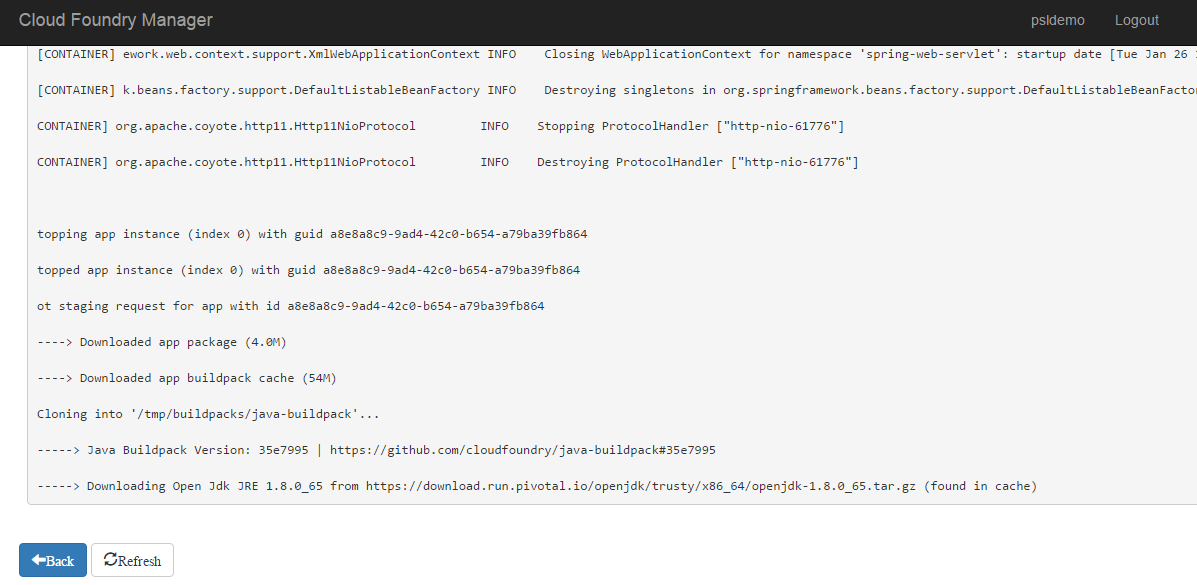 Cloud Foundry Manager psldemo Logout
[CONTAINER] ework.web.context.support.XmlWebApplicationContext INFO Closing WebApplicationContext for namespace 'spring-web-servlet': startup date [Tue Jan 26
[CONTAINER] k.beans.factory.support.DefaultListableBeanFactory INFO Destroying singletons in org.springframework.beans.factory.support.DefaultListableBeanFactor
CONTAINER] org.apache.coyote.http11.Http11NioProtocol INFO Stopping ProtocolHandler ["http-nio-61776"]
CONTAINER] org.apache.coyote.http11.Http11NioProtocol INFO Destroying ProtocolHandler ["http-nio-61776"]
topping app instance (index 0) with guid a8e8a8c9-9ad4-42c0-b654-a79ba39fb864
topped app instance (index 0) with guid a8e8a8c9-9ad4-42c0-b654-a79ba39fb864
ot staging request for app with id a8e8a8c9-9ad4-42c0-b654-a79ba39fb864
----> Downloaded app package (4.0M)
----> Downloaded app buildpack cache (54M)
Cloning into '/tmp/buildpacks/java-buildpack'...
-----> Java Buildpack Version: 35e7995 | https://github.com/cloudfoundry/java-buildpack#35e7995
-----> Downloading Open Jdk JRE 1.8.0_65 from https://download.run.pivotal.io/openjdk/trusty/x86_64/openjdk-1.8.0_65.tar.gz (found in cache)
Back Refresh